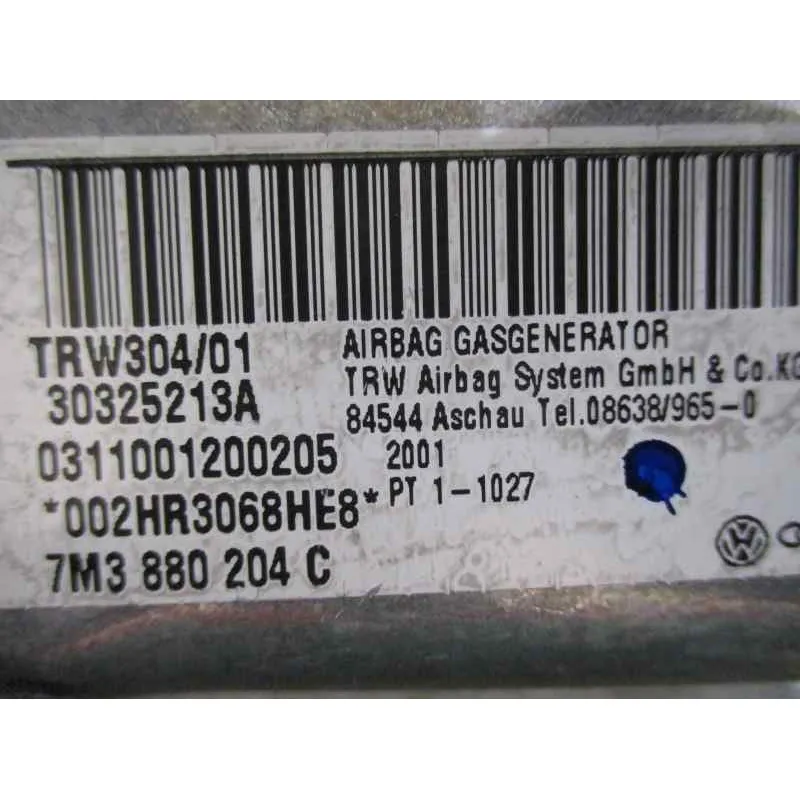 TRW304/01
30325213A
0311001200205
*002HR3068HE8*
7M3 880 204 C
AIRBAG GASGENERATOR
TRW Airbag System GmbH & Co.KG
84544 Aschau Tel.08638/965-0
2001
PT 1-1027